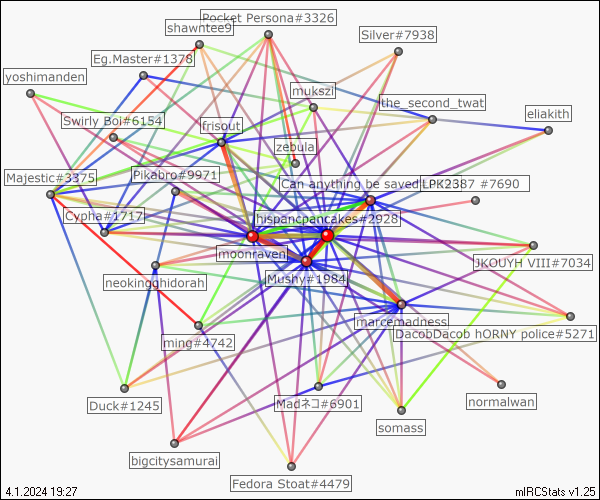 Pocket Persona#3326
shawntee9
Silver#7938
Eg.Master#1378
yoshimanden
mukszi
the_second_twat
eliakith
Swirly Boi#6154
frisout
zebula
Majestic#3375
Pikabro#9971
Can anything be saved
LPK2387 #7690
Cypha#1717
hispancpancakes#2928
moonraven
JKOUYH VIII#7034
neokingghidorah
Mushy#1984
marcemadness
DacobDacob hORNY police#5271
ming#4742
Duck#1245
Madネコ#6901
normalwan
somass
bigcitysamurai
Fedora Stoat#4479
4.1.2024 19:27
mIRCStats v1.25